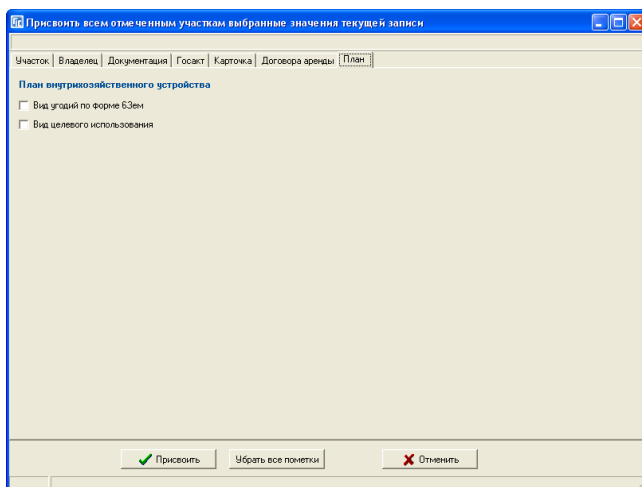 Присвоить всем отмеченным участкам выбранные значения текущей записи
Участок Владелец Документация Госакт Карточка Договора аренды План
План внутрихозяйственного устройства
Вид угодий по форме 6Зем
Вид целевого использования
Присвоить Убрать все пометки Отменить